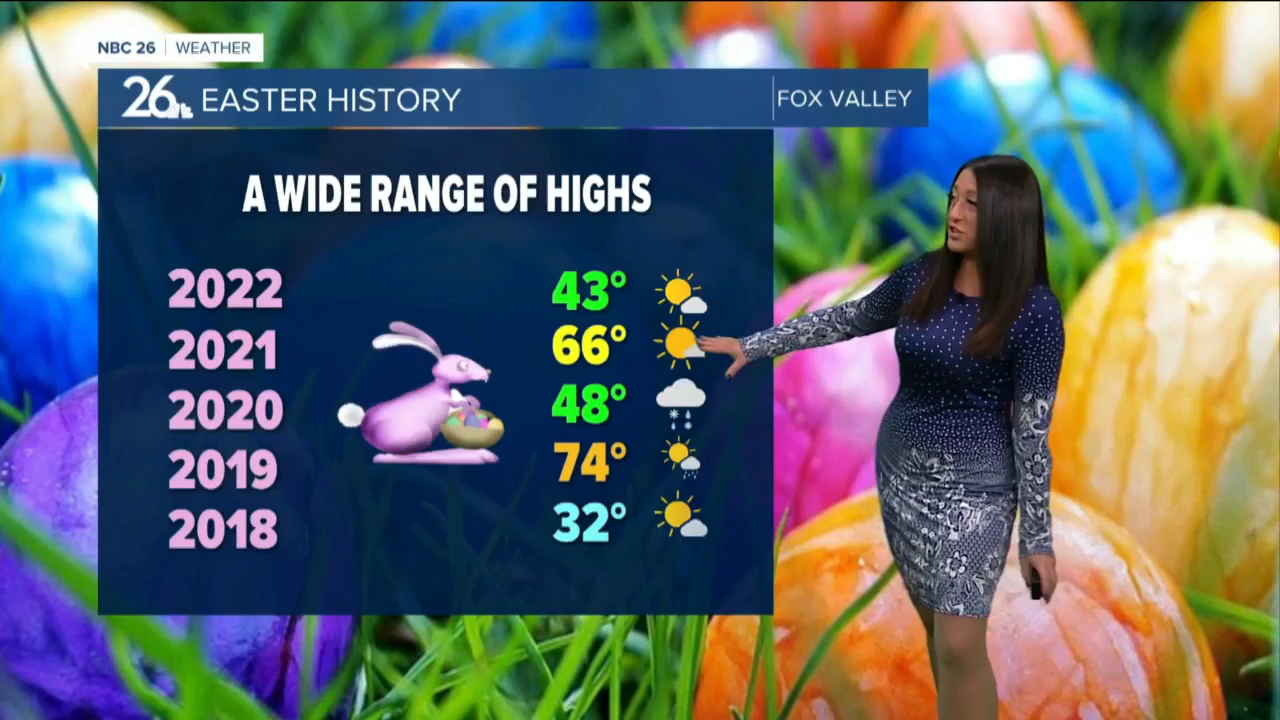 NBC 26 | WEATHER
26 EASTER HISTORY
FOX VALLEY
A WIDE RANGE OF HIGHS
2022 43°
2021 66°
2020 48°
2019 74°
2018 32°